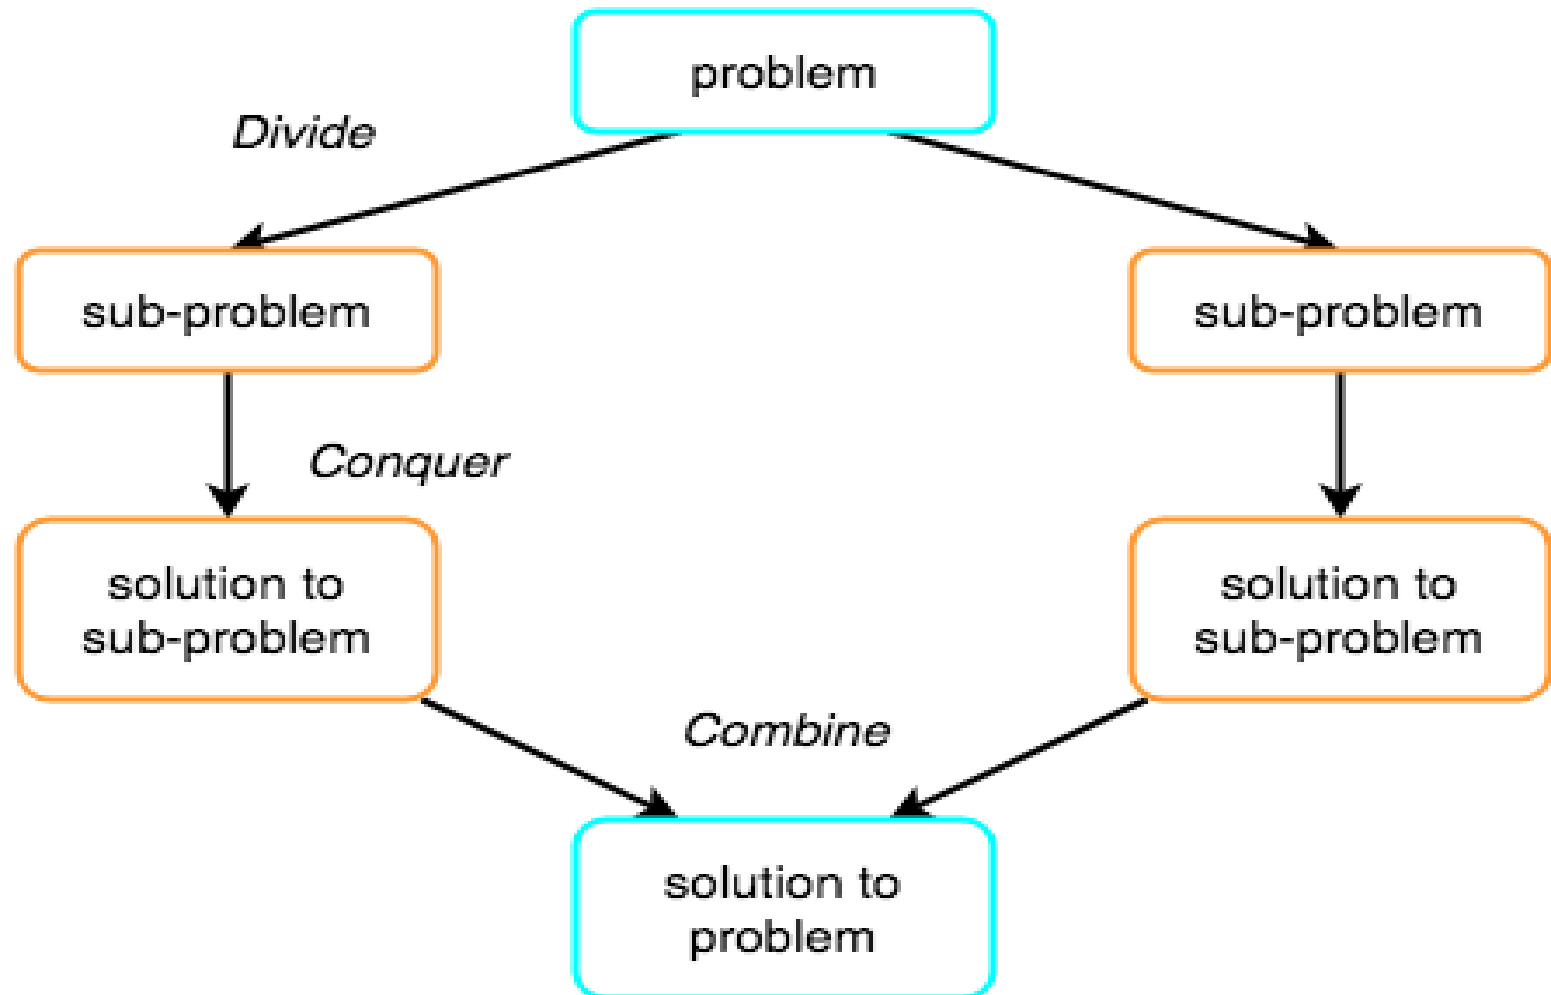 problem
Divide
sub-problem
sub-problem
Conquer
solution to
sub-problem
solution to
sub-problem
Combine
solution to
problem